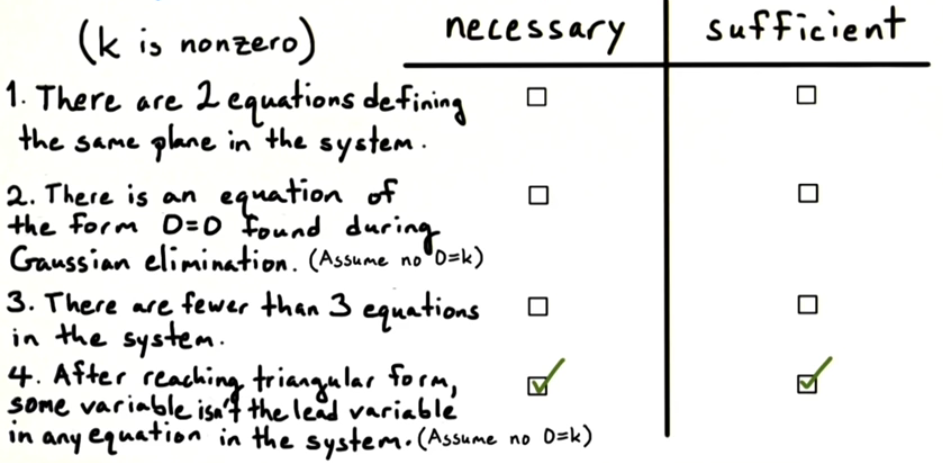 (k is nonzero)
necessary
sufficient
1. There are 2 equations defining
the same plane in the system.
2. There is an equation of
the form 0=0 found during
Gaussian elimination. (Assume no 0=k)
3. There are fewer than 3 equations
in the system.
4. After reaching triangular form,
some variable isn't the lead variable
in any equation in the system. (Assume no 0=k)